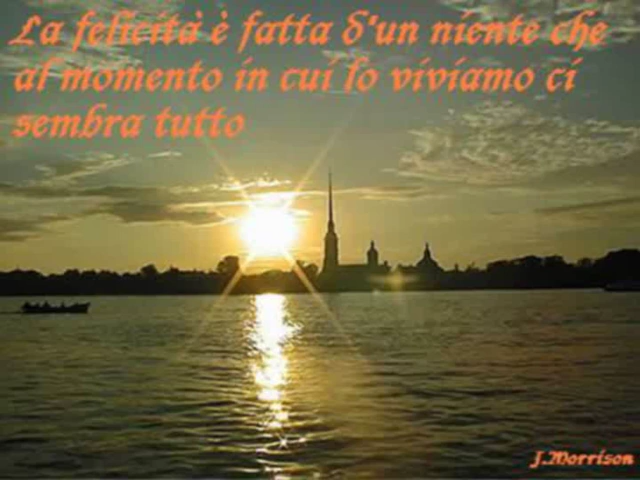 La felicità è fatta d'un niente che
al momento in cui lo viviamo ci
sembra tutto
J.Morrison